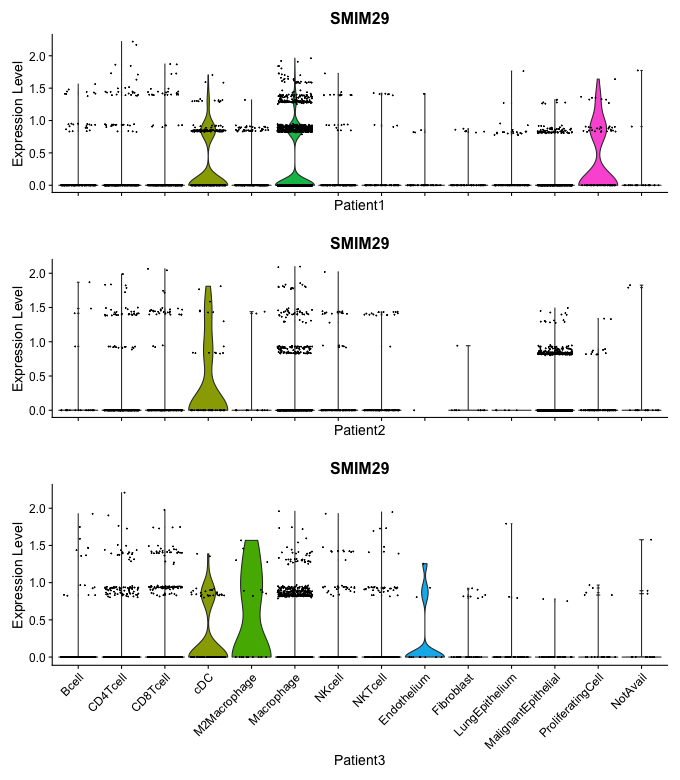 SMIM29
Expression Level
2.0
1.5
1.0
0.5
0.0
Patient1
SMIM29
Expression Level
2.0
1.5
1.0
0.5
0.0
Patient2
SMIM29
Expression Level
2.0
1.5
1.0
0.5
0.0
Bcell
CD4Tcell
CD8Tcell
cDC
M2Macrophage
Macrophage
NKcell
NKTcell
Endothelium
Fibroblast
LungEpithelium
MalignantEpithelial
ProliferatingCell
NotAvail
Patient3